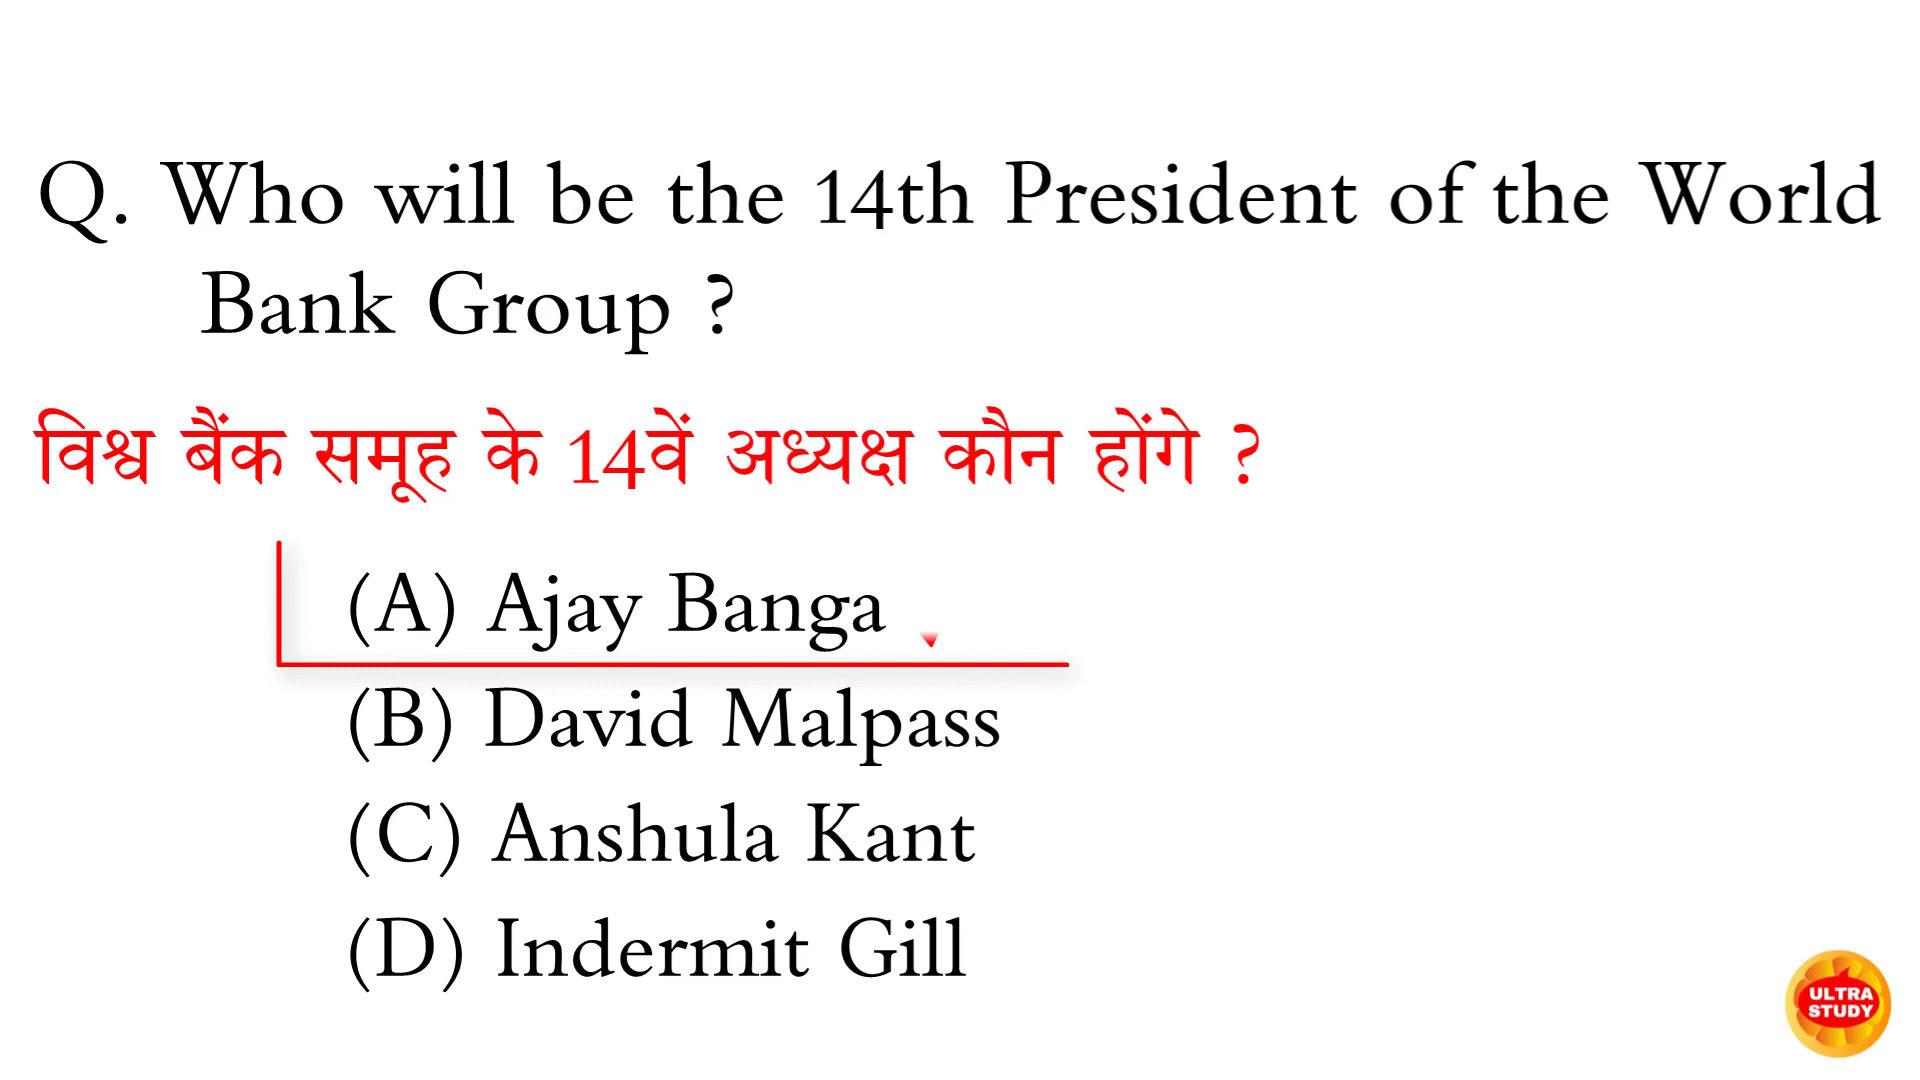 Q. Who will be the 14th President of the World
Bank Group ?
विश्व बैंक समूह के 14वें अध्यक्ष कौन होंगे ?
(A) Ajay Banga
(B) David Malpass
(C) Anshula Kant
(D) Indermit Gill
ULTRA
STUDY